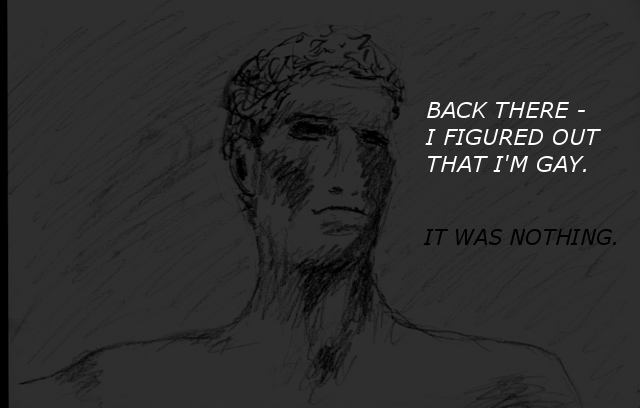 BACK THERE -
I FIGURED OUT
THAT I'M GAY.
IT WAS NOTHING.